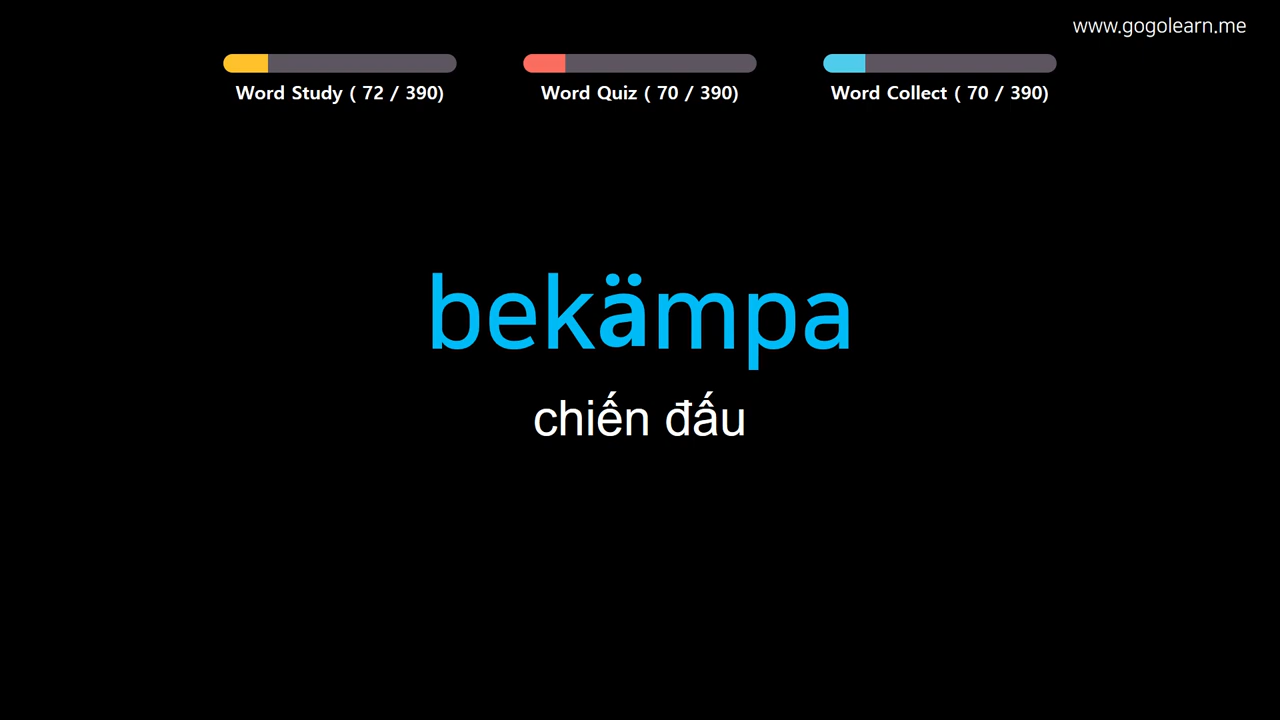 www.gogolearn.me
Word Study ( 72 / 390)
Word Quiz ( 70 / 390)
Word Collect ( 70 / 390)
bekämpa
chiến đấu